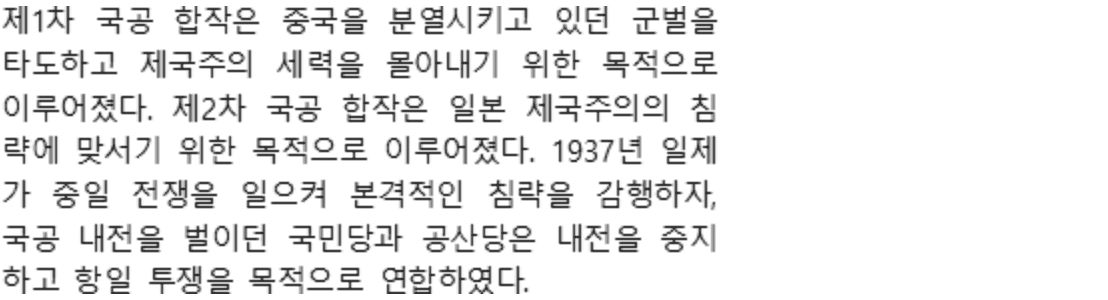 제1차 국공 합작은 중국을 분열시키고 있던 군벌을
타도하고 제국주의 세력을 몰아내기 위한 목적으로
이루어졌다. 제2차 국공 합작은 일본 제국주의의 침
략에 맞서기 위한 목적으로 이루어졌다. 1937년 일제
가 중일 전쟁을 일으켜 본격적인 침략을 감행하자,
국공 내전을 벌이던 국민당과 공산당은 내전을 중지
하고 항일 투쟁을 목적으로 연합하였다.